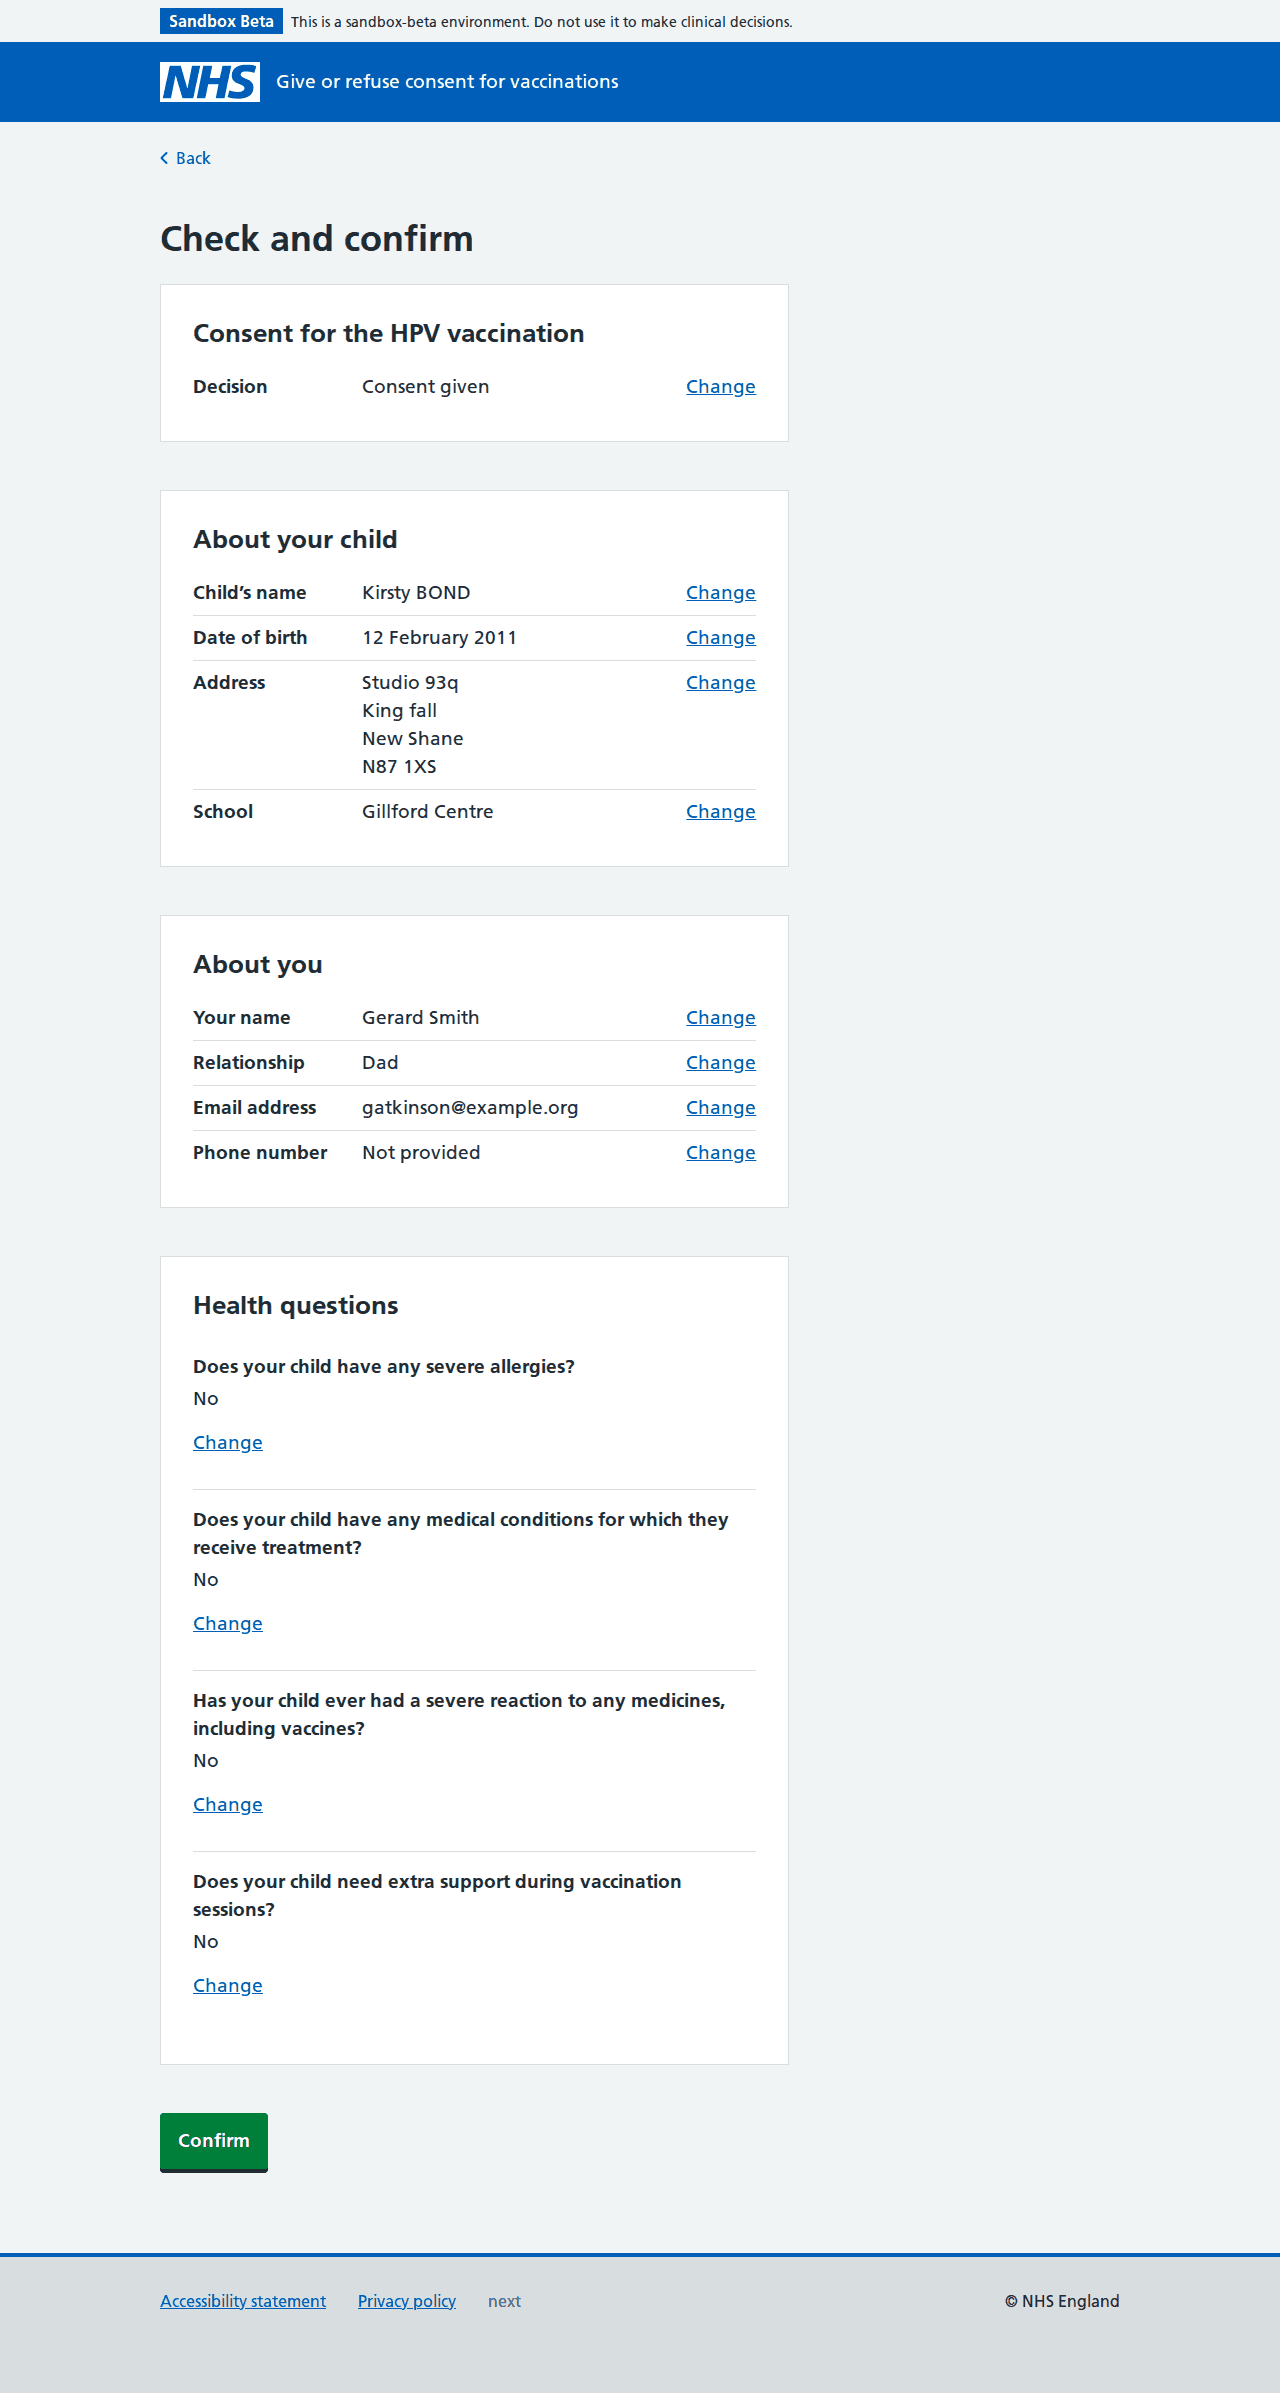 Sandbox Beta This is a sandbox-beta environment. Do not use it to make clinical decisions.
NHS Give or refuse consent for vaccinations
Back
Check and confirm
Consent for the HPV vaccination
Decision Consent given Change
About your child
Child’s name Kirsty BOND Change
Date of birth 12 February 2011 Change
Address Studio 93q Change
King fall
New Shane
N87 1XS
School Gillford Centre Change
About you
Your name Gerard Smith Change
Relationship Dad Change
Email address gatkinson@example.org Change
Phone number Not provided Change
Health questions
Does your child have any severe allergies?
No
Change
Does your child have any medical conditions for which they
receive treatment?
No
Change
Has your child ever had a severe reaction to any medicines,
including vaccines?
No
Change
Does your child need extra support during vaccination
sessions?
No
Change
Confirm
Accessibility statement Privacy policy next © NHS England